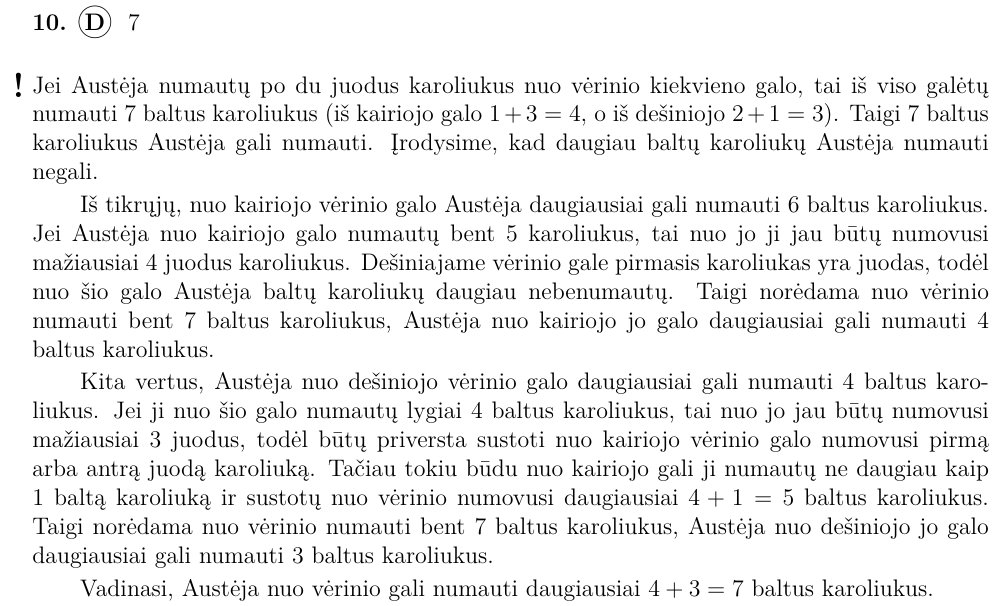 10. D 7
! Jei Austėja numautų po du juodus karoliukus nuo vėrinio kiekvieno galo, tai iš viso galėtų
numauti 7 baltus karoliukus (iš kairiojo galo 1 + 3 = 4, o iš dešiniojo 2 + 1 = 3). Taigi 7 baltus
karoliukus Austėja gali numauti. Įrodysime, kad daugiau baltų karoliukų Austėja numauti
negali.
Iš tikrųjų, nuo kairiojo vėrinio galo Austėja daugiausiai gali numauti 6 baltus karoliukus.
Jei Austėja nuo kairiojo galo numautų bent 5 karoliukus, tai nuo jo ji jau būtų numovusi
mažiausiai 4 juodus karoliukus. Dešiniajame vėrinio gale pirmasis karoliukas yra juodas, todėl
nuo šio galo Austėja baltų karoliukų daugiau nebenumautų. Taigi norėdama nuo vėrinio
numauti bent 7 baltus karoliukus, Austėja nuo kairiojo jo galo daugiausiai gali numauti 4
baltus karoliukus.
Kita vertus, Austėja nuo dešiniojo vėrinio galo daugiausiai gali numauti 4 baltus karo-
liukus. Jei ji nuo šio galo numautų lygiai 4 baltus karoliukus, tai nuo jo jau būtų numovusi
mažiausiai 3 juodus, todėl būtų priversta sustoti nuo kairiojo vėrinio galo numovusi pirmą
arba antrą juodą karoliuką. Tačiau tokiu būdu nuo kairiojo gali ji numautų ne daugiau kaip
1 baltą karoliuką ir sustotų nuo vėrinio numovusi daugiausiai 4 + 1 = 5 baltus karoliukus.
Taigi norėdama nuo vėrinio numauti bent 7 baltus karoliukus, Austėja nuo dešiniojo jo galo
daugiausiai gali numauti 3 baltus karoliukus.
Vadinasi, Austėja nuo vėrinio gali numauti daugiausiai 4 + 3 = 7 baltus karoliukus.